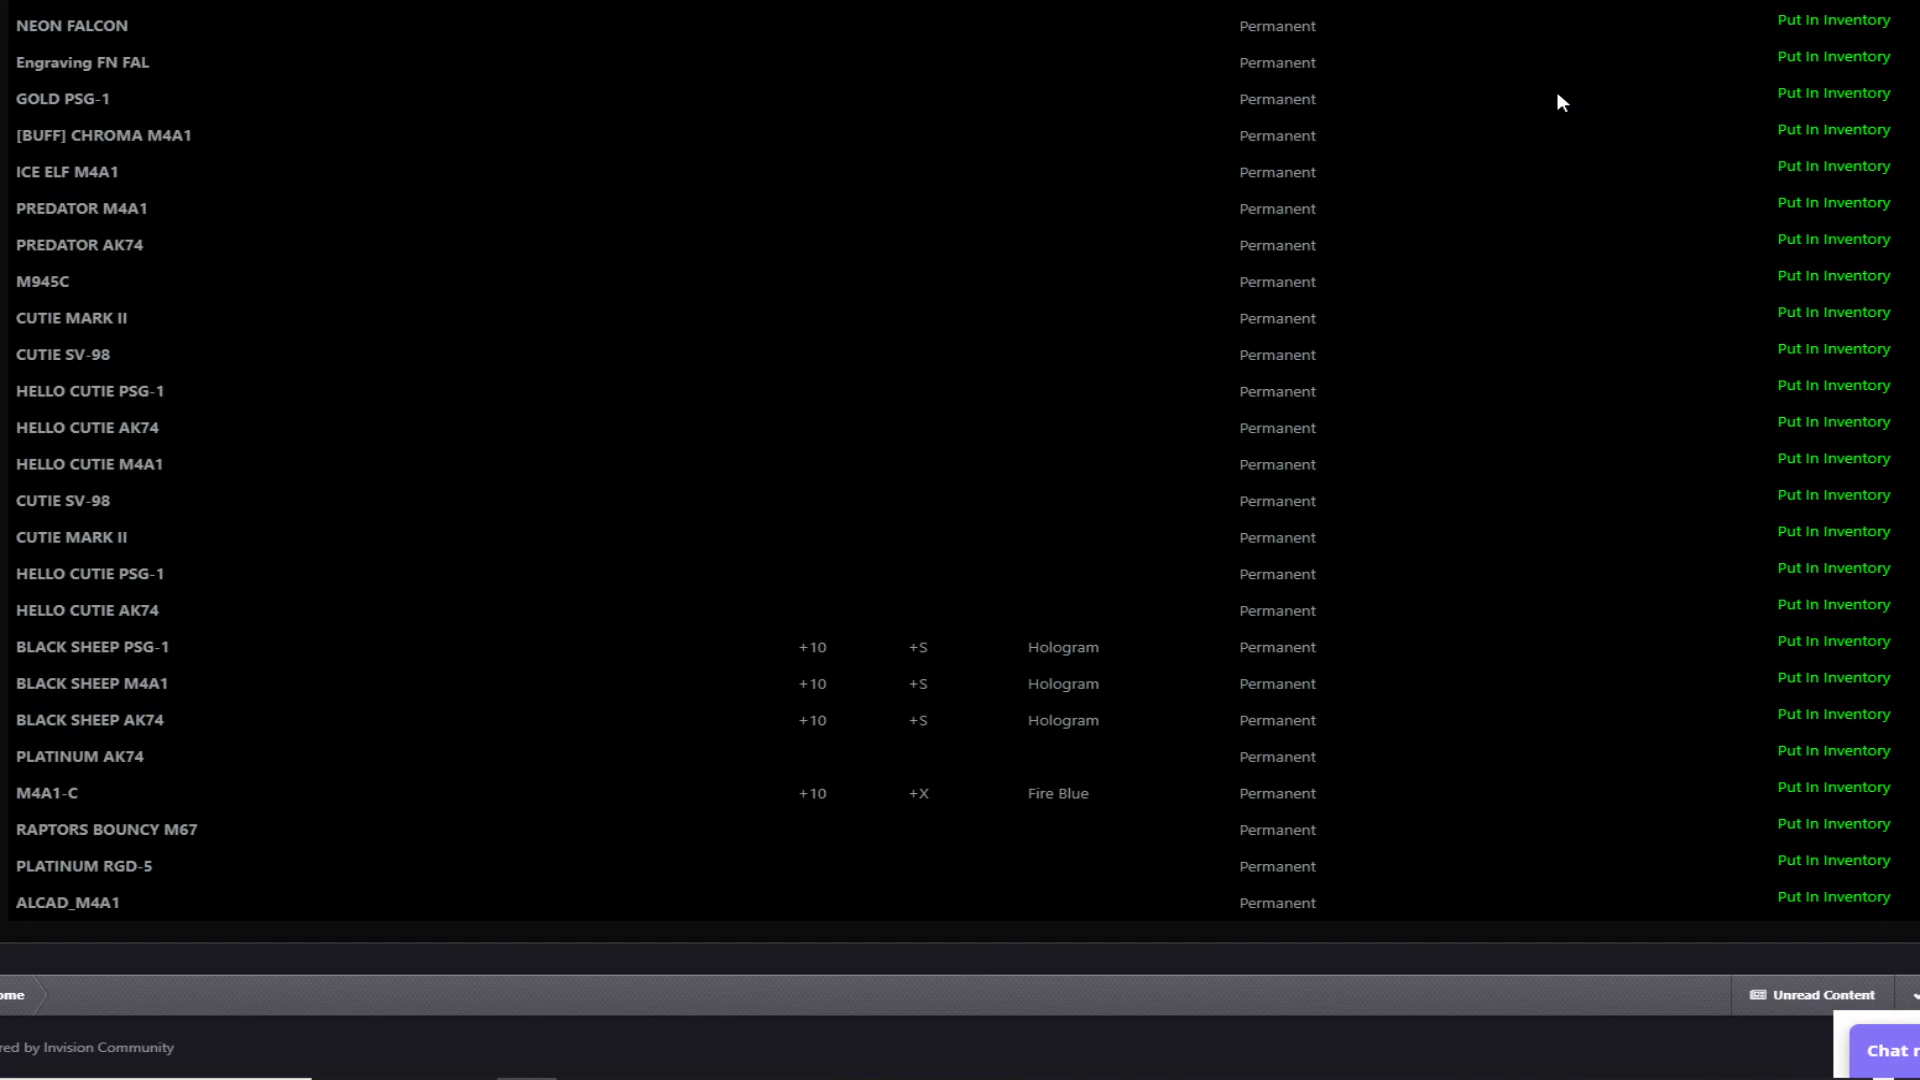 NEON FALCON Permanent Put In Inventory
Engraving FN FAL Permanent Put In Inventory
GOLD PSG-1 Permanent Put In Inventory
[BUFF] CHROMA M4A1 Permanent Put In Inventory
ICE ELF M4A1 Permanent Put In Inventory
PREDATOR M4A1 Permanent Put In Inventory
PREDATOR AK74 Permanent Put In Inventory
M945C Permanent Put In Inventory
CUTIE MARK II Permanent Put In Inventory
CUTIE SV-98 Permanent Put In Inventory
HELLO CUTIE PSG-1 Permanent Put In Inventory
HELLO CUTIE AK74 Permanent Put In Inventory
HELLO CUTIE M4A1 Permanent Put In Inventory
CUTIE SV-98 Permanent Put In Inventory
CUTIE MARK II Permanent Put In Inventory
HELLO CUTIE PSG-1 Permanent Put In Inventory
HELLO CUTIE AK74 Permanent Put In Inventory
BLACK SHEEP PSG-1 +10 +S Hologram Permanent Put In Inventory
BLACK SHEEP M4A1 +10 +S Hologram Permanent Put In Inventory
BLACK SHEEP AK74 +10 +S Hologram Permanent Put In Inventory
PLATINUM AK74 Permanent Put In Inventory
M4A1-C +10 +X Fire Blue Permanent Put In Inventory
RAPTORS BOUNCY M67 Permanent Put In Inventory
PLATINUM RGD-5 Permanent Put In Inventory
ALCAD_M4A1 Permanent Put In Inventory
ome Unread Content
red by Invision Community
Chat r